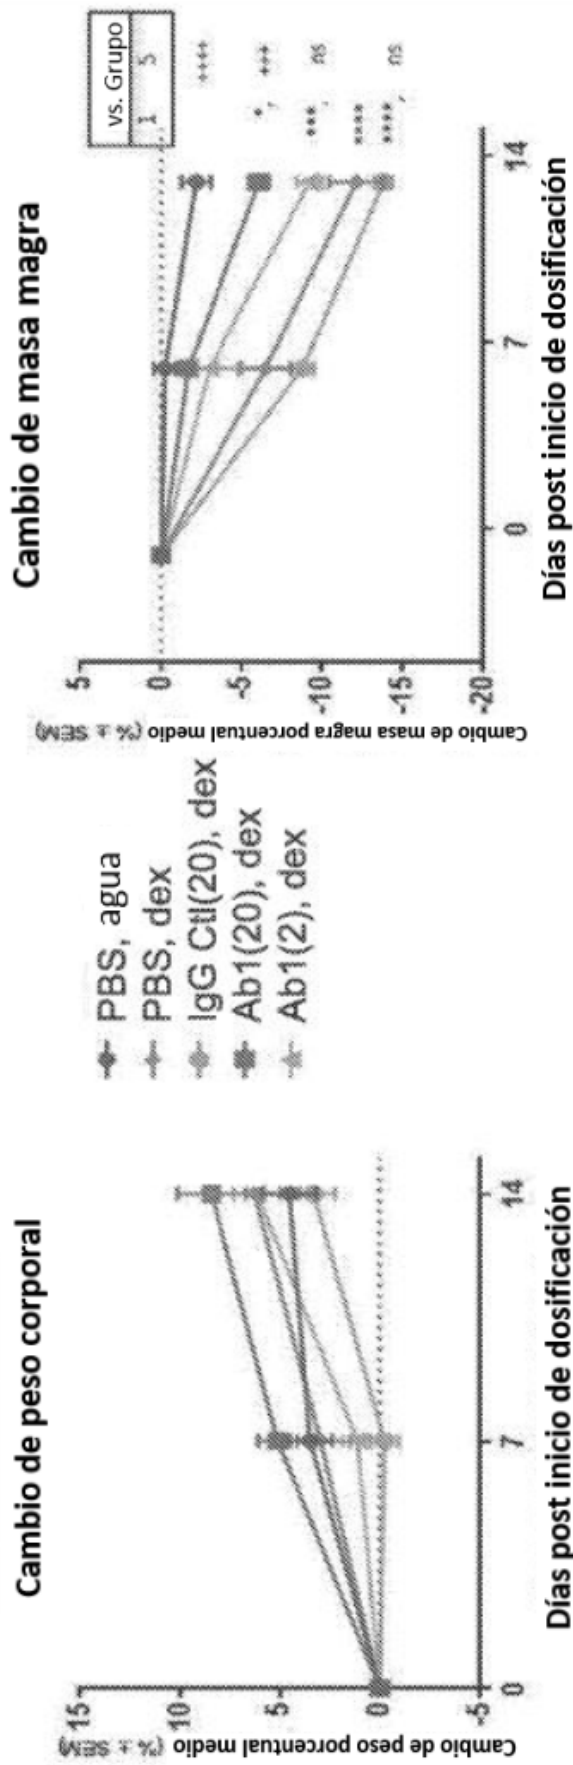 Cambio de peso corporal
Cambio de peso porcentual medio (% ± SEM)
15
10
5
0
-5
0
7
14
Días post inicio de dosificación
PBS, agua
PBS, dex
IgG Ctl(20), dex
Ab1(20), dex
Ab1(2), dex
Cambio de masa magra
Cambio de masa magra porcentual medio (% ± SEM)
5
0
-5
-10
-15
-20
0
7
14
Días post inicio de dosificación
vs. Grupo
1 5
++++
*, +++
***, ns
****
****, ns